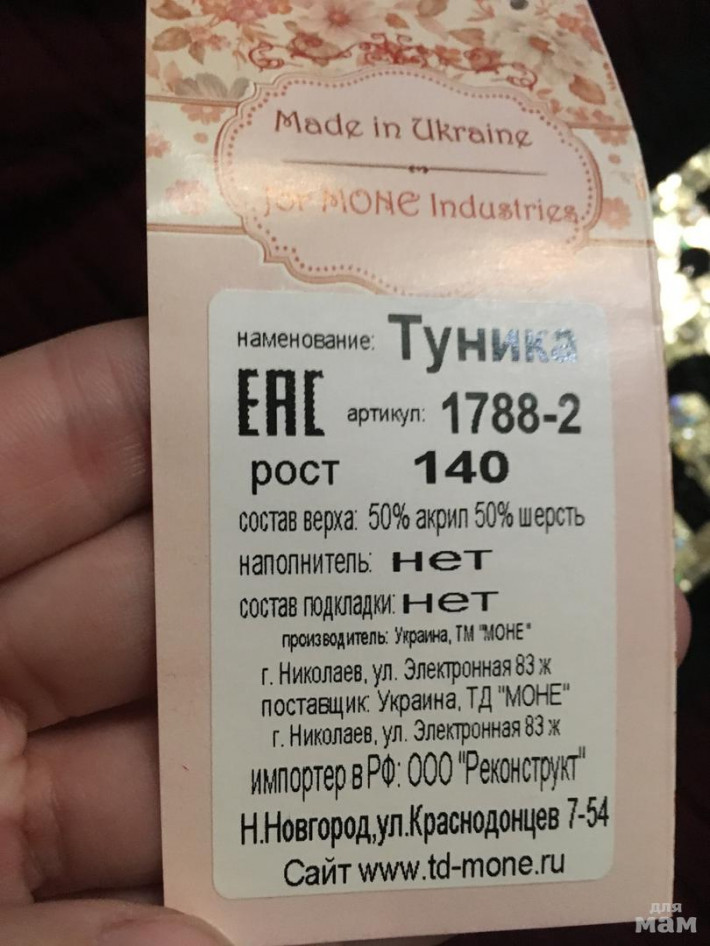 Made in Ukraine
TOP MONE Industries
наменование: Туника
ЕАС артикул: 1788-2
рост 140
состав верха: 50% акрил 50% шерсть
наполнитель: нет
состав подкладки: нет
производитель: Украина, ТМ "МОНЕ"
г. Николаев, ул. Электронная 83 ж
поставщик: Украина, ТД "МОНЕ"
г. Николаев, ул. Электронная 83 ж
импортер в РФ: ООО "Реконструкт"
Н.Новгород,ул.Краснодонцев 7-54
Сайт www.td-mone.ru
для
мам